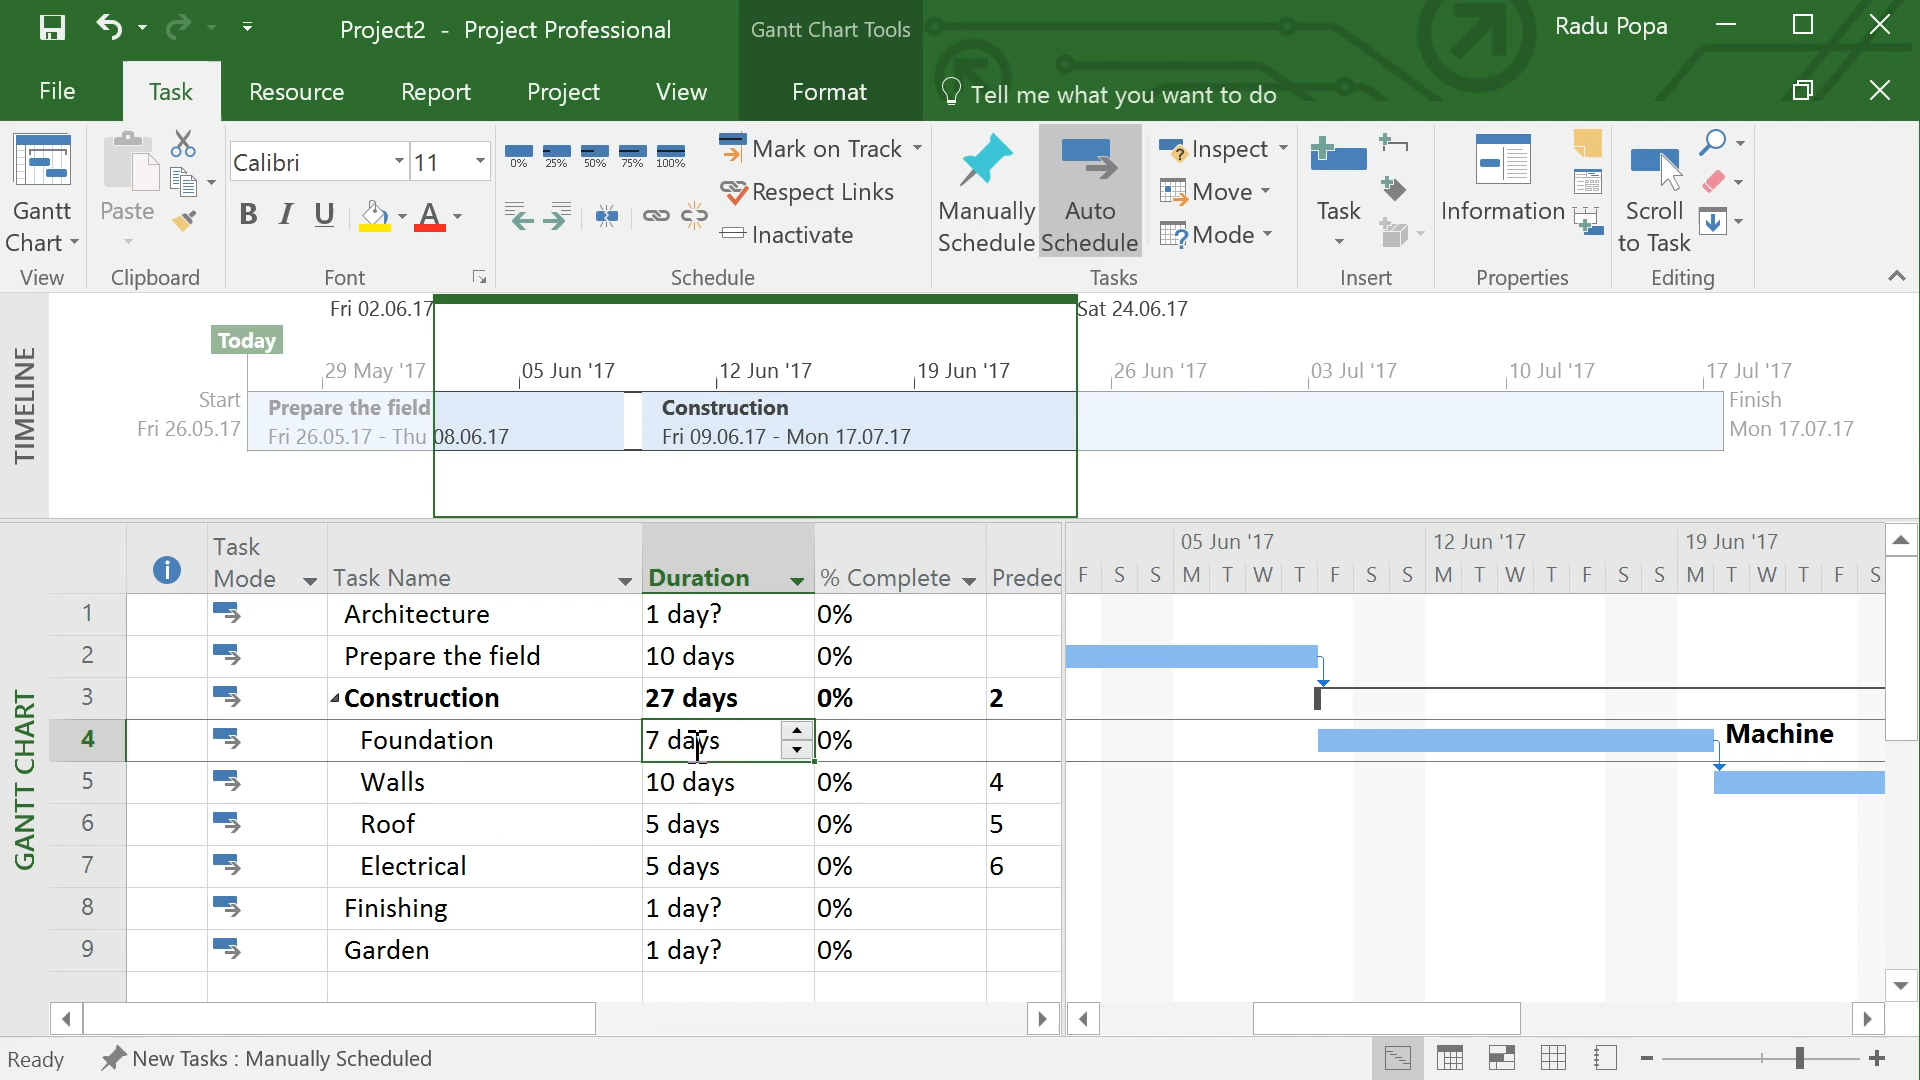 Project2 - Project Professional
Gantt Chart Tools
Radu Popa
File Task Resource Report Project View Format Tell me what you want to do
Gantt Chart
View
Paste
Clipboard
Calibri 11
B I U A
Font
0% 25% 50% 75% 100%
Mark on Track
Respect Links
Inactivate
Schedule
Manually Schedule
Auto Schedule
Inspect
Move
Mode
Tasks
Task
Insert
Information
Properties
Scroll to Task
Editing
TIMELINE
Fri 02.06.17 Sat 24.06.17
Today
29 May '17 05 Jun '17 12 Jun '17 19 Jun '17 26 Jun '17 03 Jul '17 10 Jul '17 17 Jul '17
Start
Fri 26.05.17
Prepare the field
Fri 26.05.17 - Thu 08.06.17
Construction
Fri 09.06.17 - Mon 17.07.17
Finish
Mon 17.07.17
GANTT CHART
Task Mode Task Name Duration % Complete Predec
05 Jun '17 12 Jun '17 19 Jun '17
F S S M T W T F S S M T W T F S S M T W T F S
1 Architecture 1 day? 0%
2 Prepare the field 10 days 0%
3 Construction 27 days 0% 2
4 Foundation 7 days 0%
Machine
5 Walls 10 days 0% 4
6 Roof 5 days 0% 5
7 Electrical 5 days 0% 6
8 Finishing 1 day? 0%
9 Garden 1 day? 0%
Ready New Tasks : Manually Scheduled